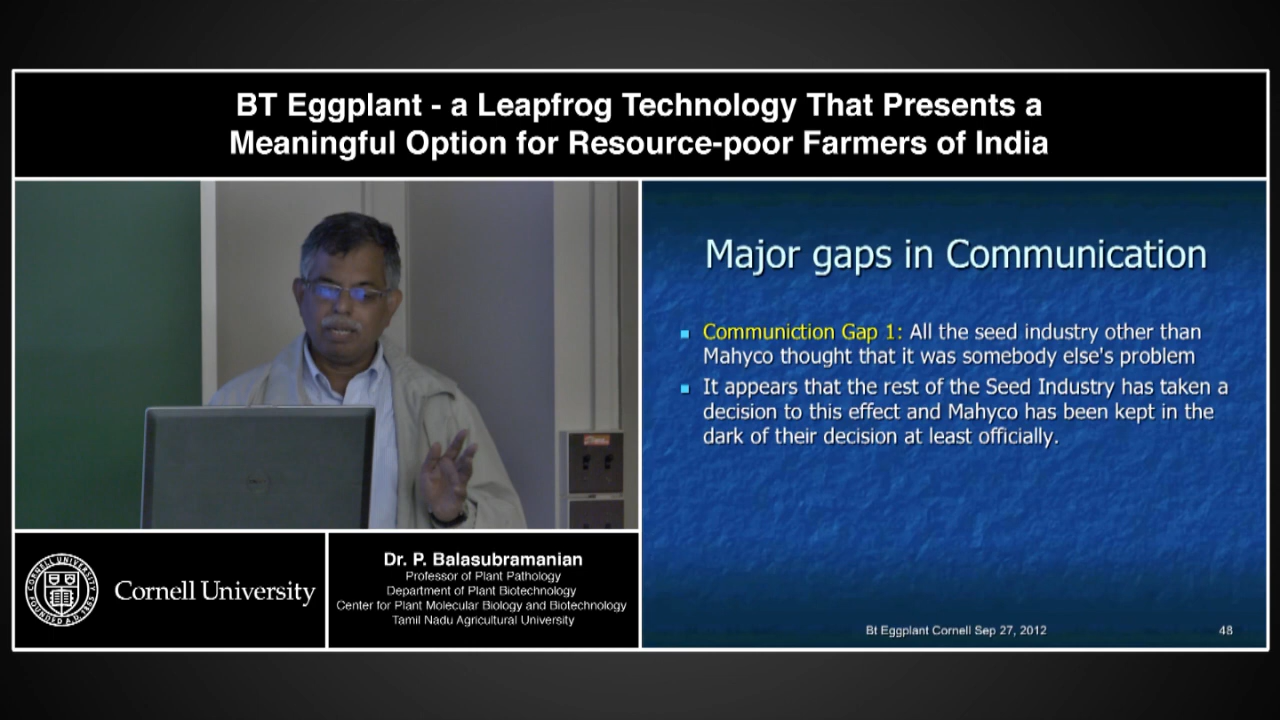 BT Eggplant - a Leapfrog Technology That Presents a
Meaningful Option for Resource-poor Farmers of India
Major gaps in Communication
Communiction Gap 1: All the seed industry other than
Mahyco thought that it was somebody else's problem
It appears that the rest of the Seed Industry has taken a
decision to this effect and Mahyco has been kept in the
dark of their decision at least officially.
Bt Eggplant Cornell Sep 27, 2012
48
Cornell University
Dr. P. Balasubramanian
Professor of Plant Pathology
Department of Plant Biotechnology
Center for Plant Molecular Biology and Biotechnology
Tamil Nadu Agricultural University